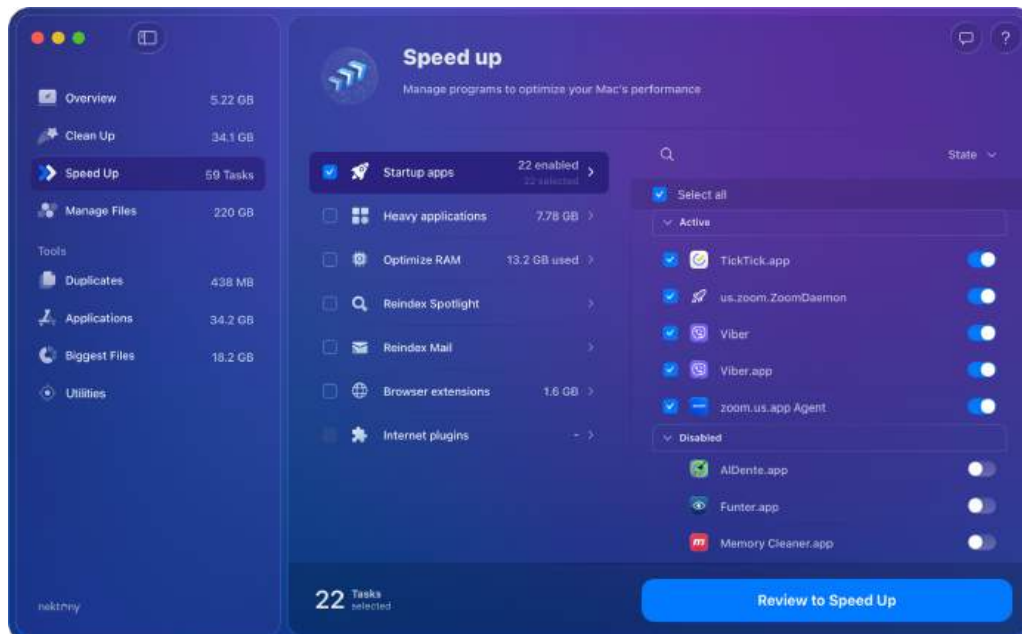 Overview 5.22 GB
Clean Up 34.1 GB
Speed Up 59 Tasks
Manage Files 220 GB
Tools
Duplicates 438 MB
Applications 34.2 GB
Biggest Files 18.2 GB
Utilities
nektony
Speed up
Manage programs to optimize your Mac's performance
?
Startup apps 22 enabled
22 selected
Heavy applications 7.78 GB
Optimize RAM 13.2 GB used
Reindex Spotlight
Reindex Mail
Browser extensions 1.6 GB
Internet plugins -
State
Select all
Active
TickTick.app
us.zoom.ZoomDaemon
Viber
Viber.app
zoom.us.app Agent
Disabled
AlDente.app
Funter.app
Memory Cleaner.app
22 Tasks
selected
Review to Speed Up